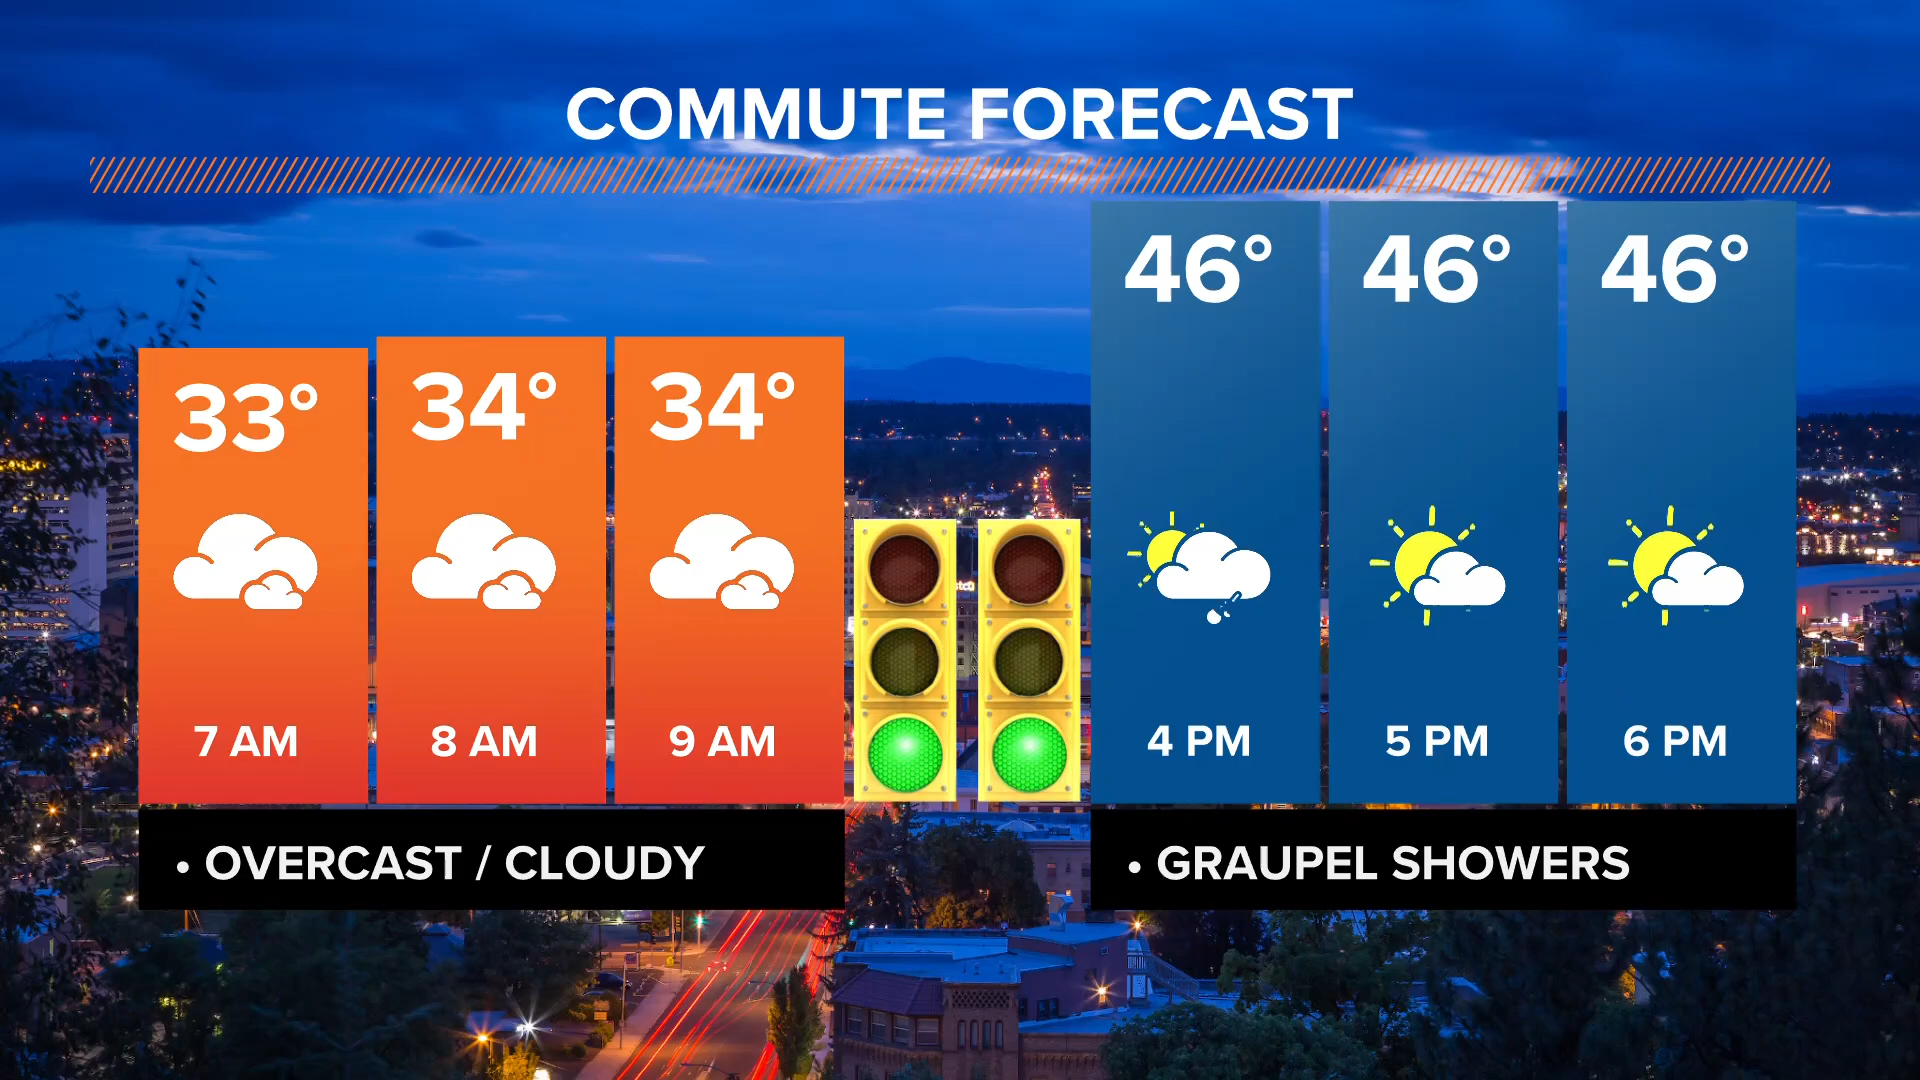 COMMUTE FORECAST
33°
34°
34°
7 AM
8 AM
9 AM
• OVERCAST / CLOUDY
46°
46°
46°
4 PM
5 PM
6 PM
• GRAUPEL SHOWERS